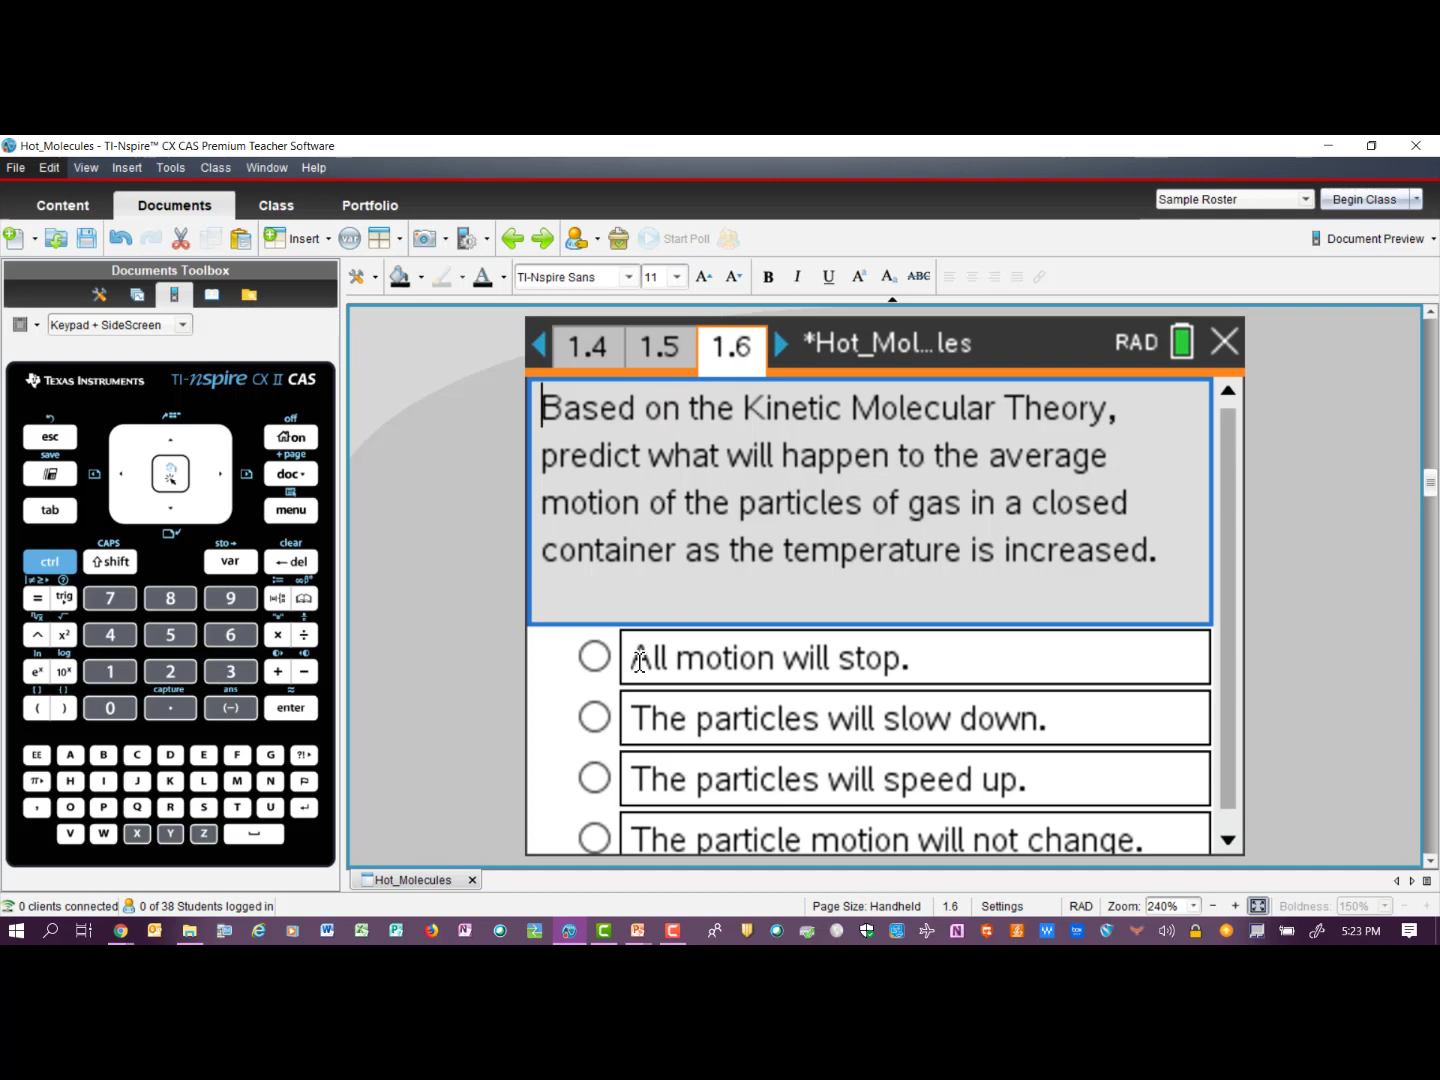 Hot_Molecules - TI-Nspire™ CX CAS Premium Teacher Software
File Edit View Insert Tools Class Window Help
Content Documents Class Portfolio
Sample Roster Begin Class
Insert Start Poll Document Preview
Documents Toolbox
TI-Nspire Sans 11 B I U ABC
Keypad + SideScreen
1.4 1.5 1.6 *Hot_Mol...les RAD
Based on the Kinetic Molecular Theory,
predict what will happen to the average
motion of the particles of gas in a closed
container as the temperature is increased.
All motion will stop.
The particles will slow down.
The particles will speed up.
The particle motion will not change.
TEXAS INSTRUMENTS TI-nspire CX II CAS
off
esc on
save + page
doc
tab menu
CAPS sto→ clear
ctrl shift var ←del
= trig 7 8 9
^ x² 4 5 6 × ÷
ln log
eˣ 10ˣ 1 2 3 + −
[ ] { } capture ans ≈
( ) 0 . (−) enter
EE A B C D E F G ?!
π H I J K L M N
, O P Q R S T U
V W X Y Z
Hot_Molecules
0 clients connected 0 of 38 Students logged in Page Size: Handheld 1.6 Settings RAD Zoom: 240% − + Boldness: 150% − +
5:23 PM